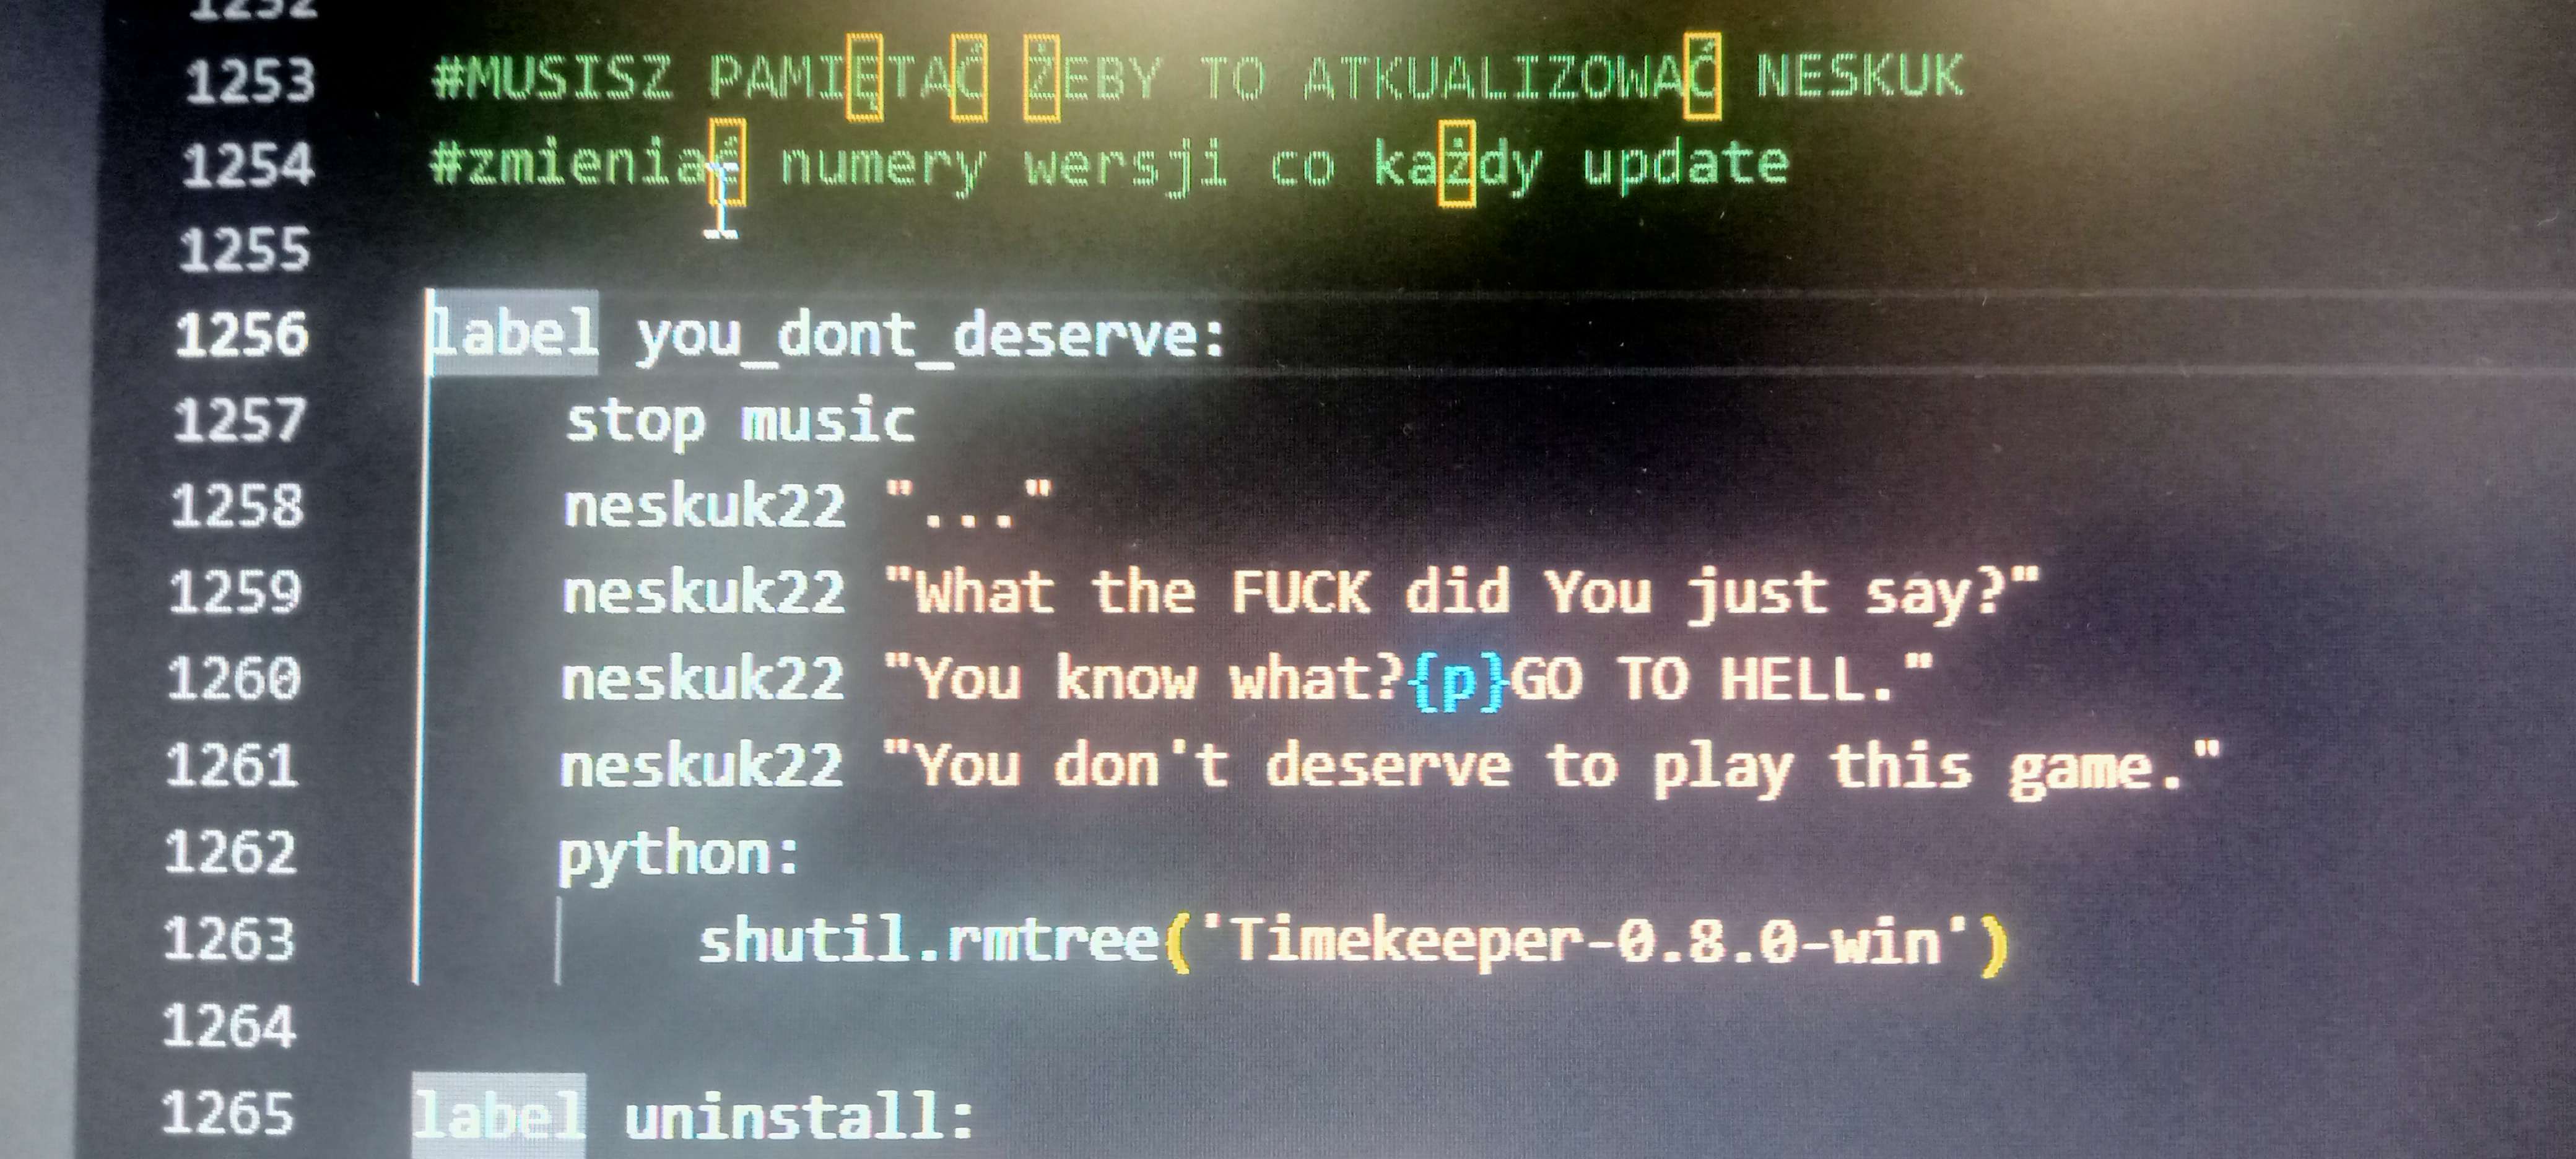 1252
1253 #MUSISZ PAMIĘTAĆ ŻEBY TO ATKUALIZOWAĆ NESKUK
1254 #zmieniać numery wersji co każdy update
1255
1256 label you_dont_deserve:
1257 stop music
1258 neskuk22 "..."
1259 neskuk22 "What the FUCK did You just say?"
1260 neskuk22 "You know what?{p}GO TO HELL."
1261 neskuk22 "You don't deserve to play this game."
1262 python:
1263 shutil.rmtree('Timekeeper-0.8.0-win')
1264
1265 label uninstall: